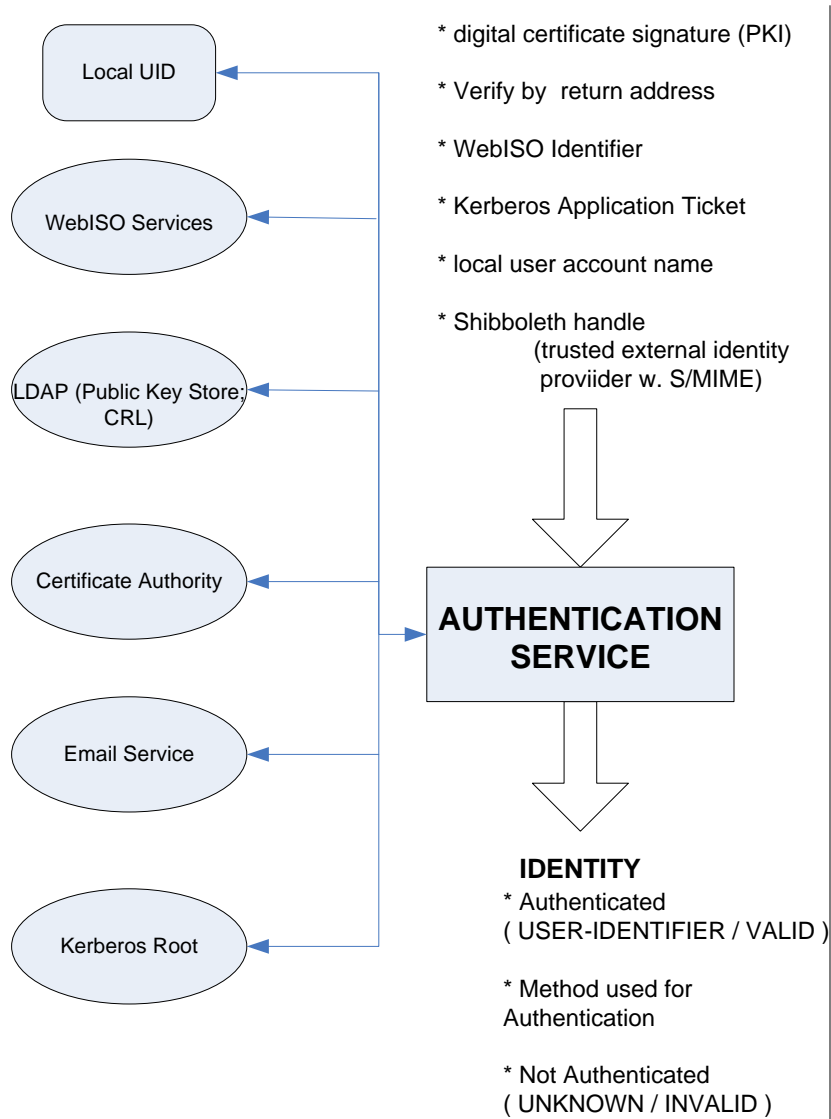 Local UID
WebISO Services
LDAP (Public Key Store;
CRL)
Certificate Authority
Email Service
Kerberos Root
* digital certificate signature (PKI)
* Verify by return address
* WebISO Identifier
* Kerberos Application Ticket
* local user account name
* Shibboleth handle
(trusted external identity
proviider w. S/MIME)
AUTHENTICATION
SERVICE
IDENTITY
* Authenticated
( USER-IDENTIFIER / VALID )
* Method used for
Authentication
* Not Authenticated
( UNKNOWN / INVALID )